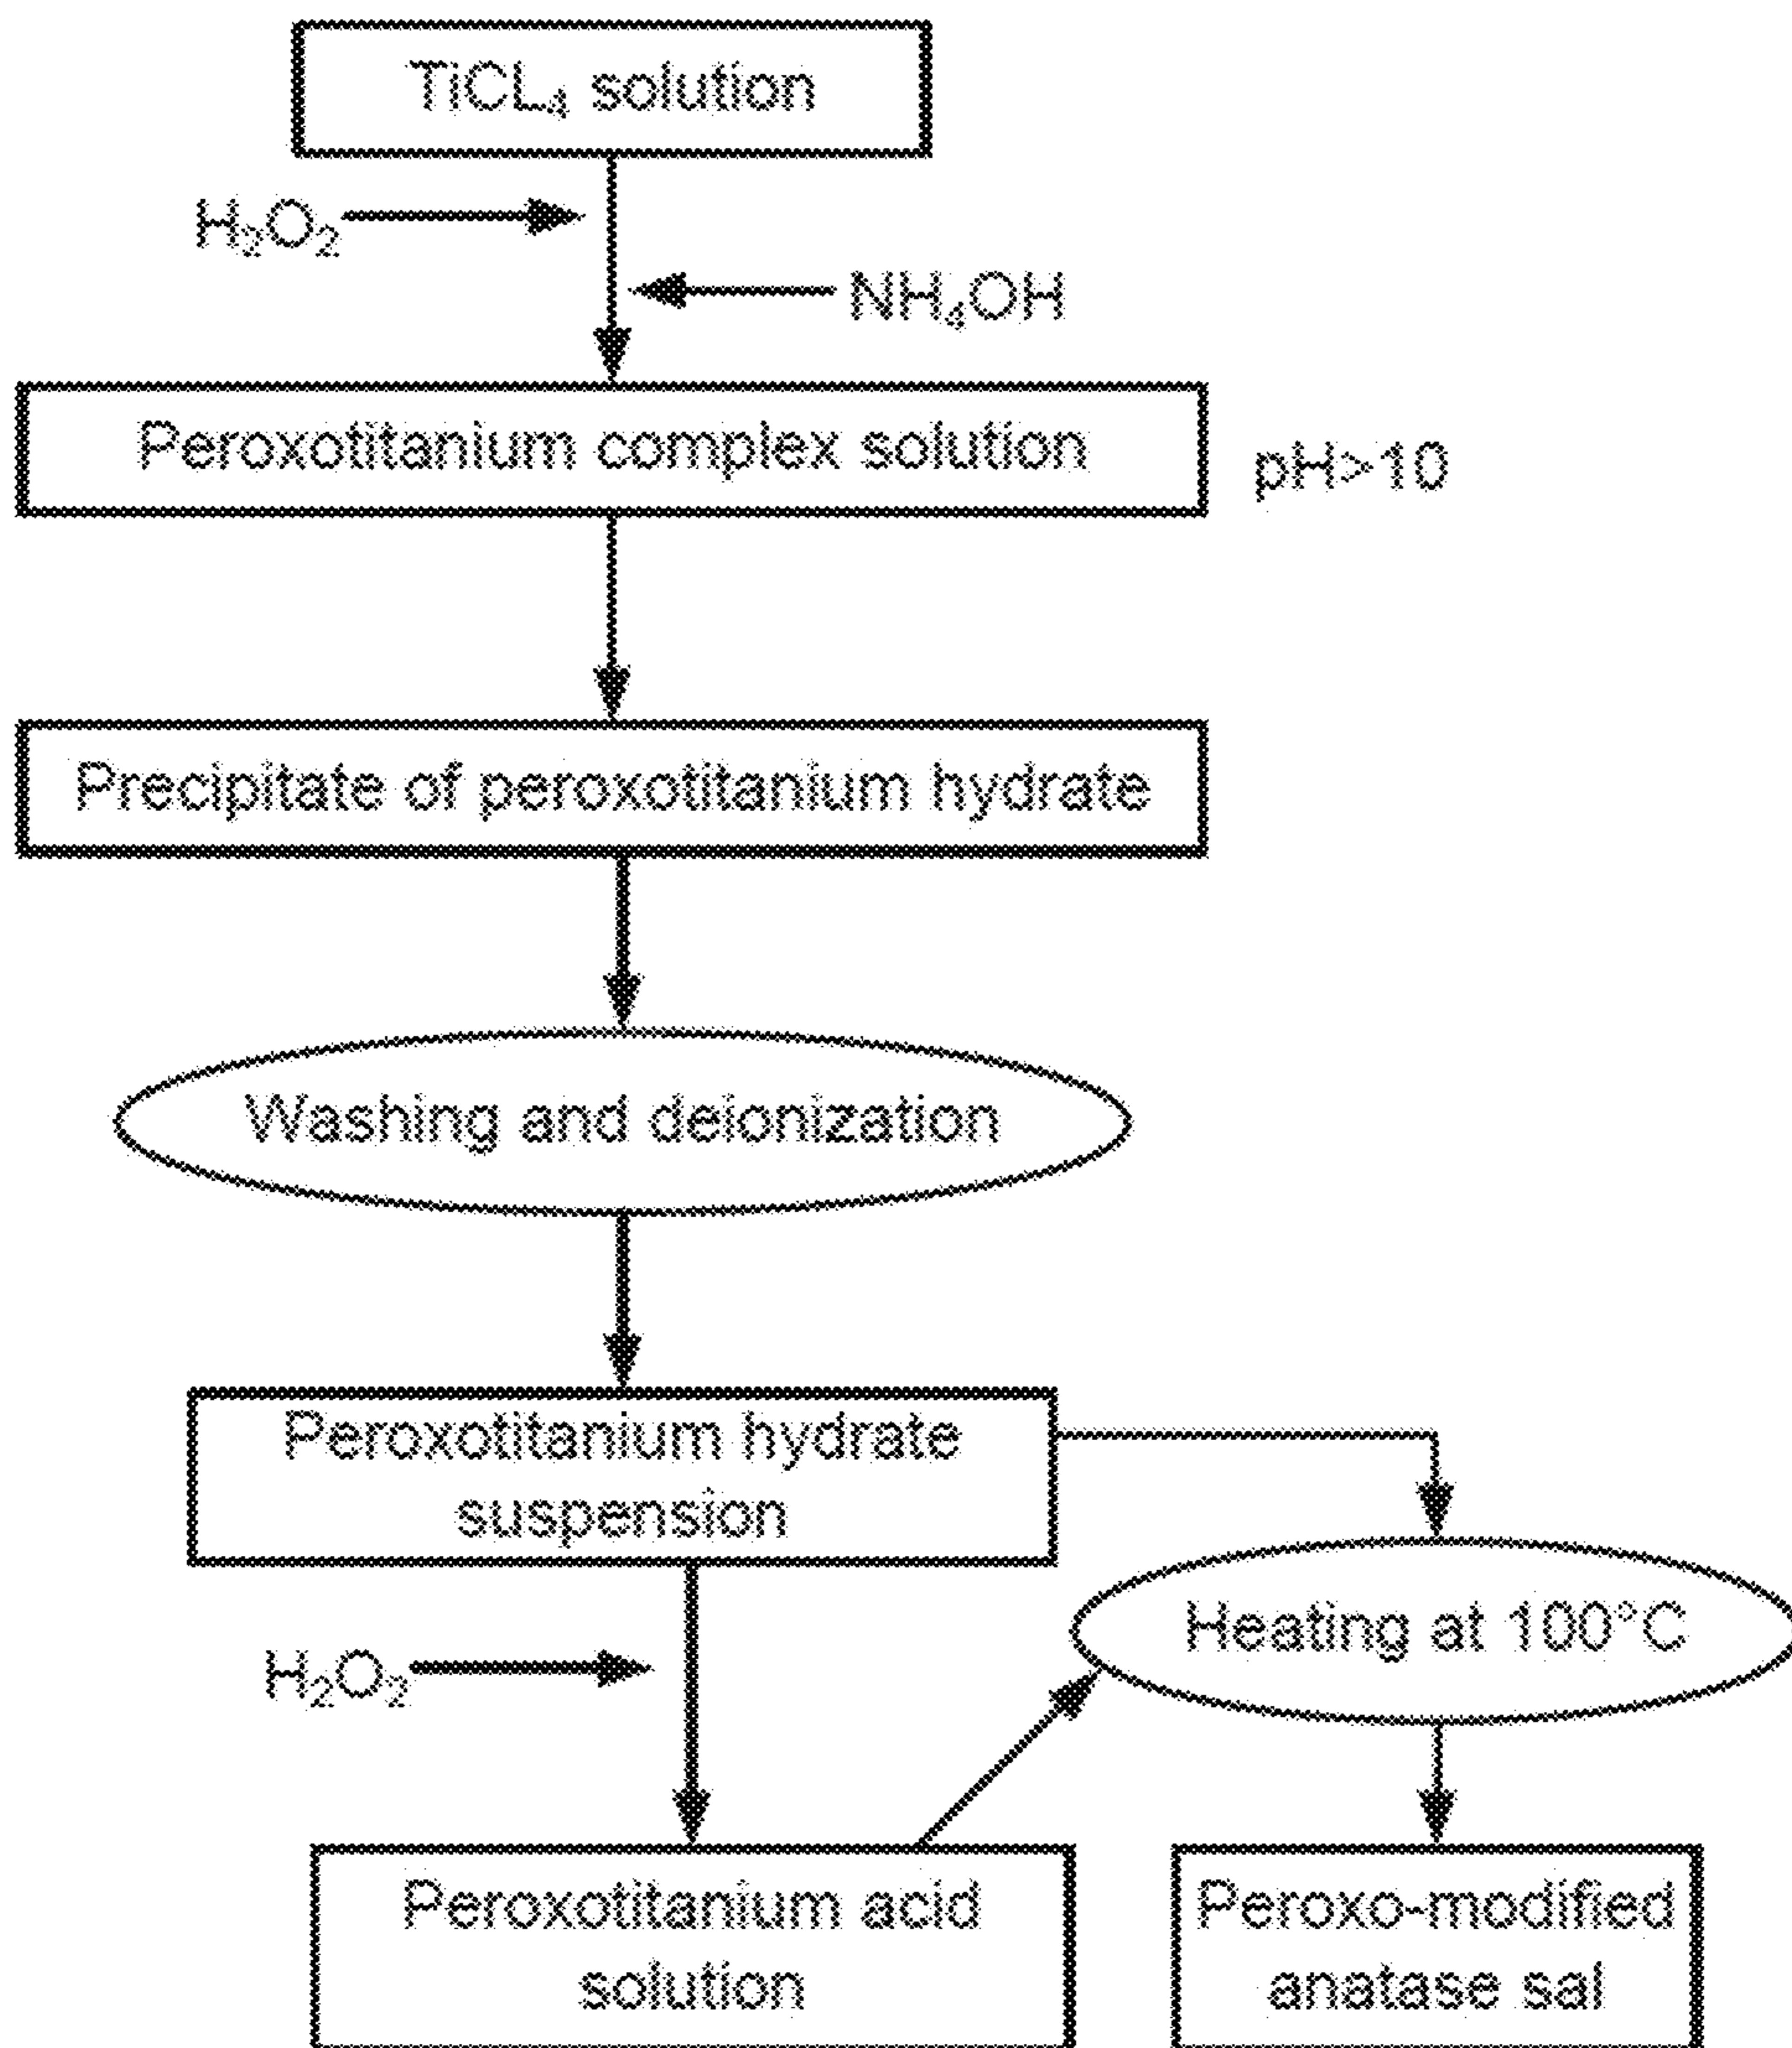 TiCL₄ solution
H₂O₂
NH₄OH
Peroxotitanium complex solution
pH>10
Precipitate of peroxotitanium hydrate
Washing and deionization
Peroxotitanium hydrate
suspension
Heating at 100°C
H₂O₂
Peroxotitanium acid
solution
Peroxo-modified
anatase sal